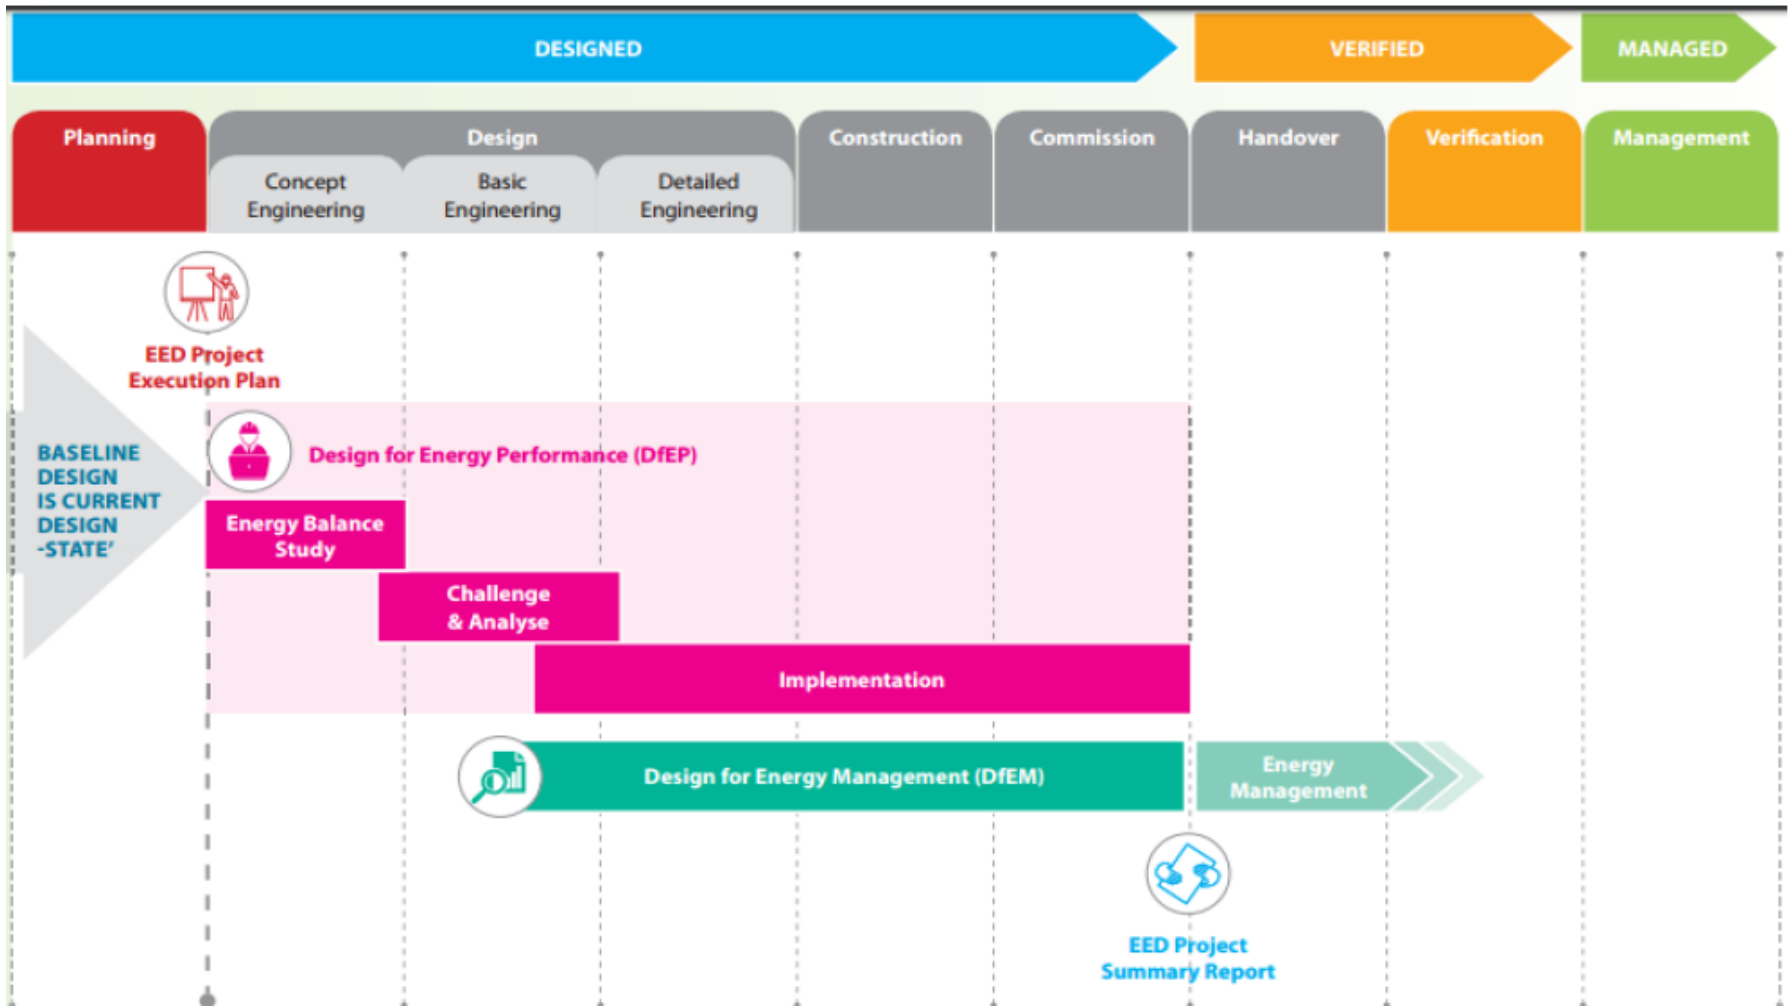 DESIGNED
VERIFIED
MANAGED
Planning
Design
Construction
Commission
Handover
Verification
Management
Concept
Engineering
Basic
Engineering
Detailed
Engineering
EED Project
Execution Plan
BASELINE
DESIGN
IS CURRENT
DESIGN
-STATE’
Design for Energy Performance (DfEP)
Energy Balance
Study
Challenge
& Analyse
Implementation
Design for Energy Management (DfEM)
Energy
Management
EED Project
Summary Report